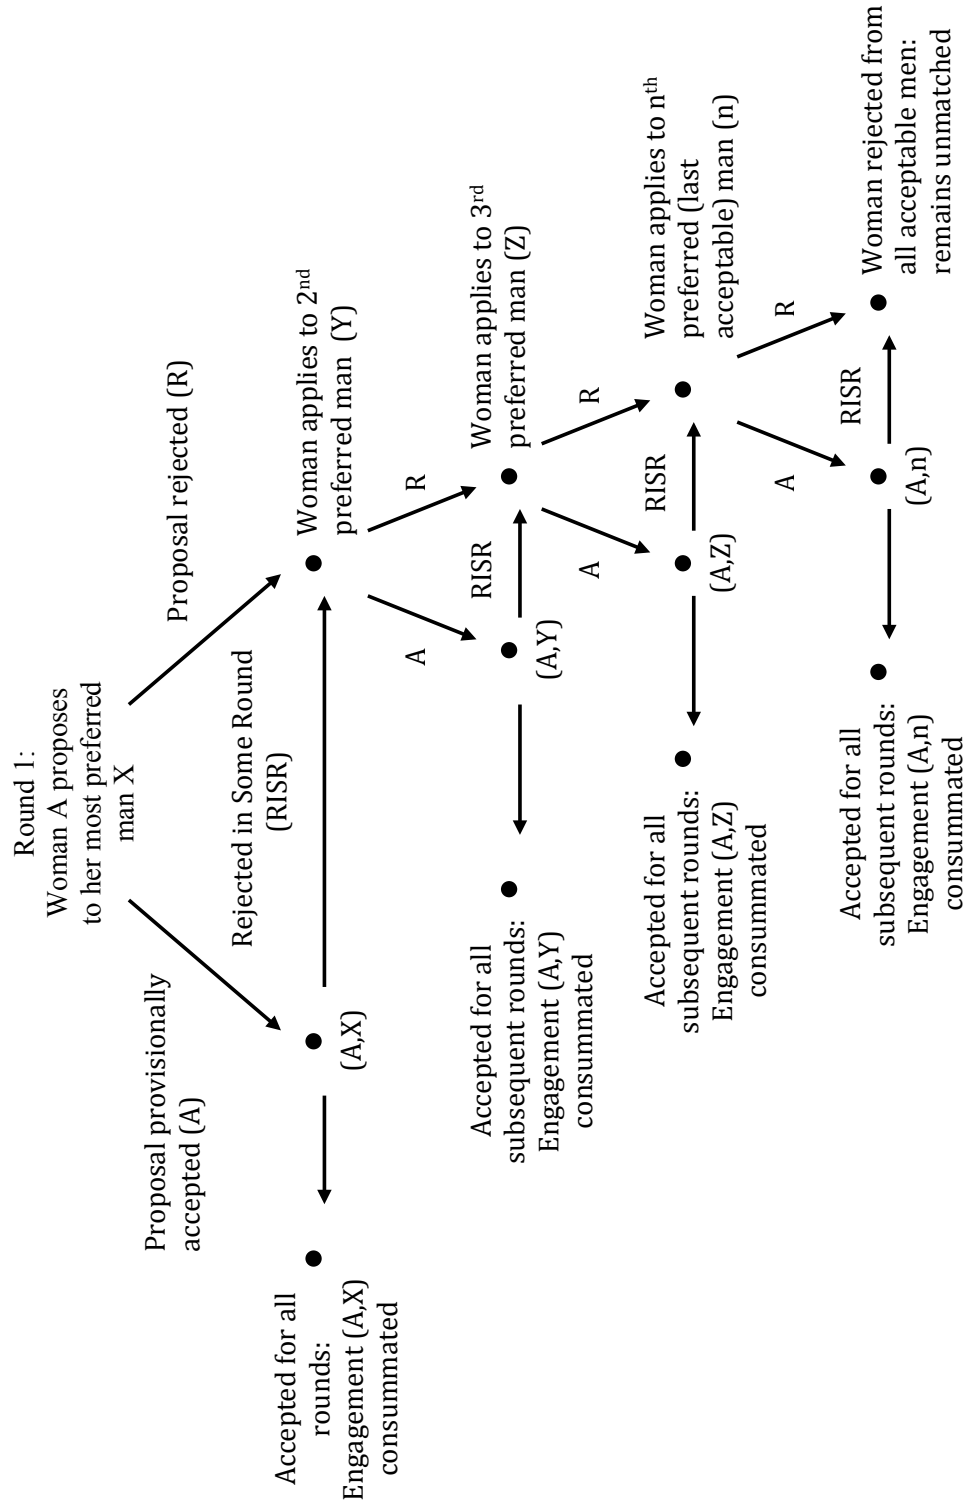 Round 1:
Woman A proposes
to her most preferred
man X
Proposal provisionally
accepted (A)
Proposal rejected (R)
Accepted for all
rounds:
Engagement (A,X)
consummated
(A,X)
Rejected in Some Round
(RISR)
Woman applies to 2nd
preferred man (Y)
A
R
Accepted for all
subsequent rounds:
Engagement (A,Y)
consummated
(A,Y)
RISR
Woman applies to 3rd
preferred man (Z)
A
R
Accepted for all
subsequent rounds:
Engagement (A,Z)
consummated
(A,Z)
RISR
Woman applies to nth
preferred (last
acceptable) man (n)
A
R
Accepted for all
subsequent rounds:
Engagement (A,n)
consummated
(A,n)
RISR
Woman rejected from
all acceptable men:
remains unmatched